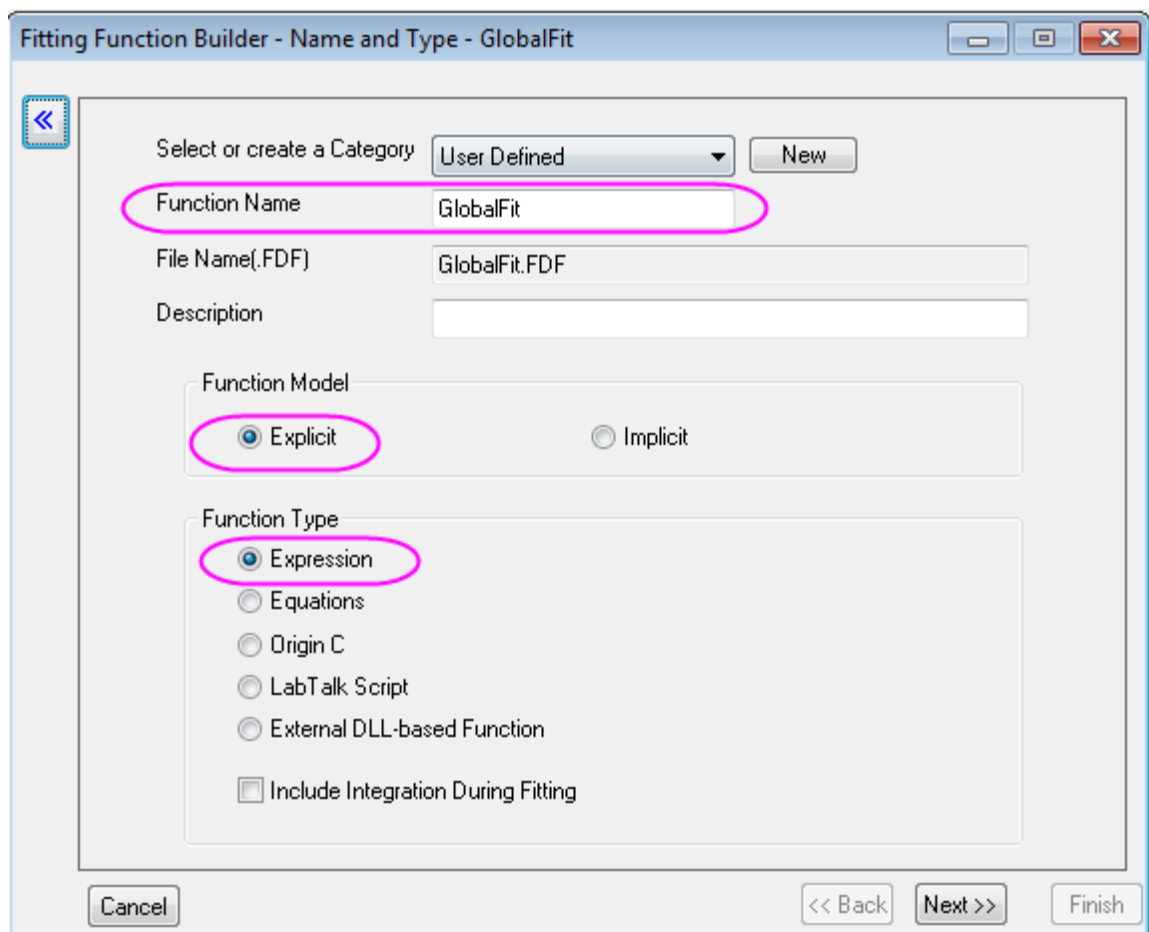 Fitting Function Builder - Name and Type - GlobalFit
Select or create a Category User Defined New
Function Name GlobalFit
File Name(.FDF) GlobalFit.FDF
Description
Function Model
Explicit Implicit
Function Type
Expression
Equations
Origin C
LabTalk Script
External DLL-based Function
Include Integration During Fitting
Cancel << Back Next >> Finish